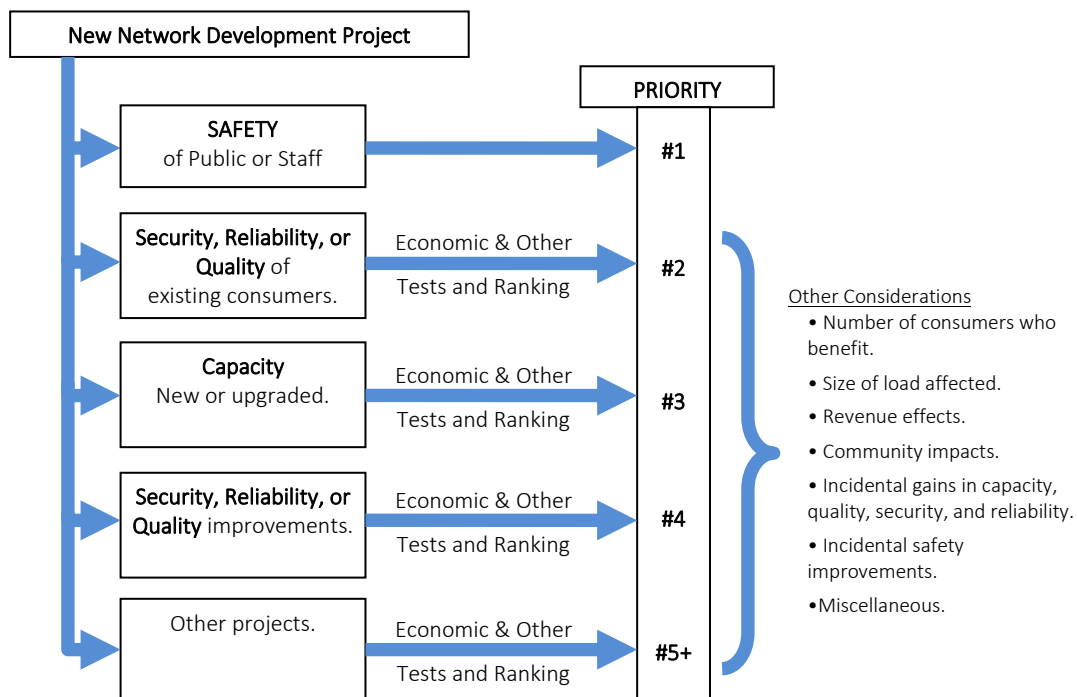 New Network Development Project
PRIORITY
SAFETY
of Public or Staff
#1
Security, Reliability, or
Quality of
existing consumers.
Economic & Other
Tests and Ranking
#2
Capacity
New or upgraded.
Economic & Other
Tests and Ranking
#3
Security, Reliability, or
Quality improvements.
Economic & Other
Tests and Ranking
#4
Other projects.
Economic & Other
Tests and Ranking
#5+
Other Considerations
• Number of consumers who
benefit.
• Size of load affected.
• Revenue effects.
• Community impacts.
• Incidental gains in capacity,
quality, security, and reliability.
• Incidental safety
improvements.
•Miscellaneous.